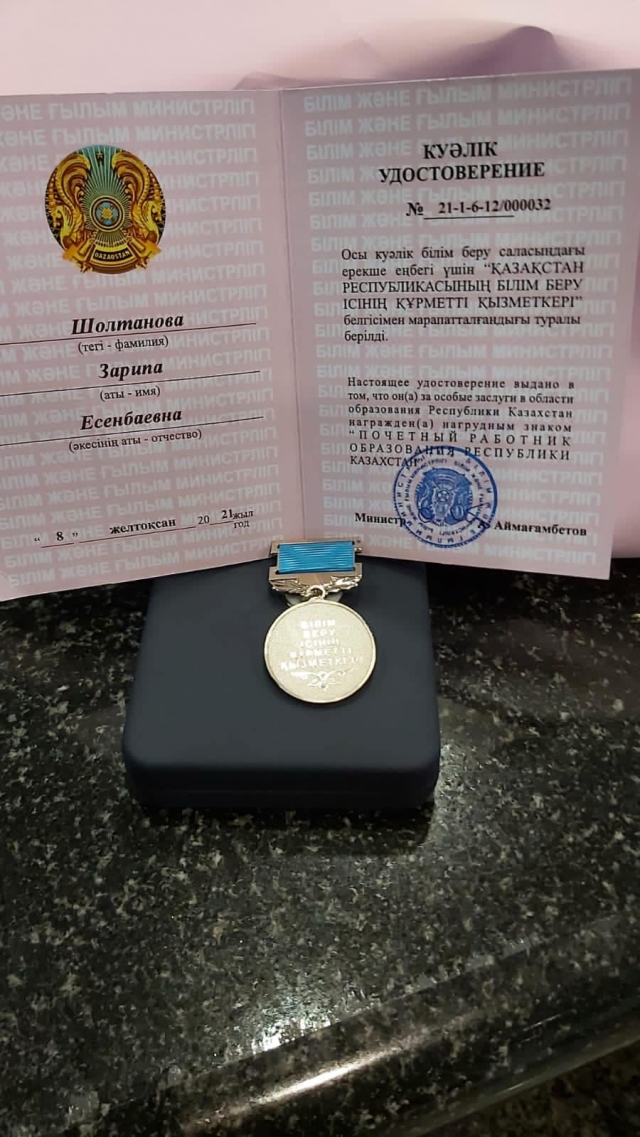 QAZAQSTAN
Шолтанова
(тегі - фамилия)
Зарипа
(аты - имя)
Есенбаевна
(әкесінің аты - отчество)
" 8 " желтоқсан 20 21 жыл
год
КУӘЛІК
УДОСТОВЕРЕНИЕ
№ 21-1-6-12/000032
Осы куәлік білім беру саласындағы
ерекше еңбегі үшін “ҚАЗАҚСТАН
РЕСПУБЛИКАСЫНЫҢ БІЛІМ БЕРУ
ІСІНІҢ ҚҰРМЕТТІ ҚЫЗМЕТКЕРІ”
белгісімен марапатталғандығы туралы
берілді.
Настоящее удостоверение выдано в
том, что он(а) за особые заслуги в области
образования Республики Казахстан
награжден(а) нагрудным знаком
“ПОЧЕТНЫЙ РАБОТНИК
ОБРАЗОВАНИЯ РЕСПУБЛИКИ
КАЗАХСТАН
Министр А. Аймағамбетов
БІЛІМ
БЕРУ
ІСІНІҢ
ҚҰРМЕТТІ
ҚЫЗМЕТКЕРІ